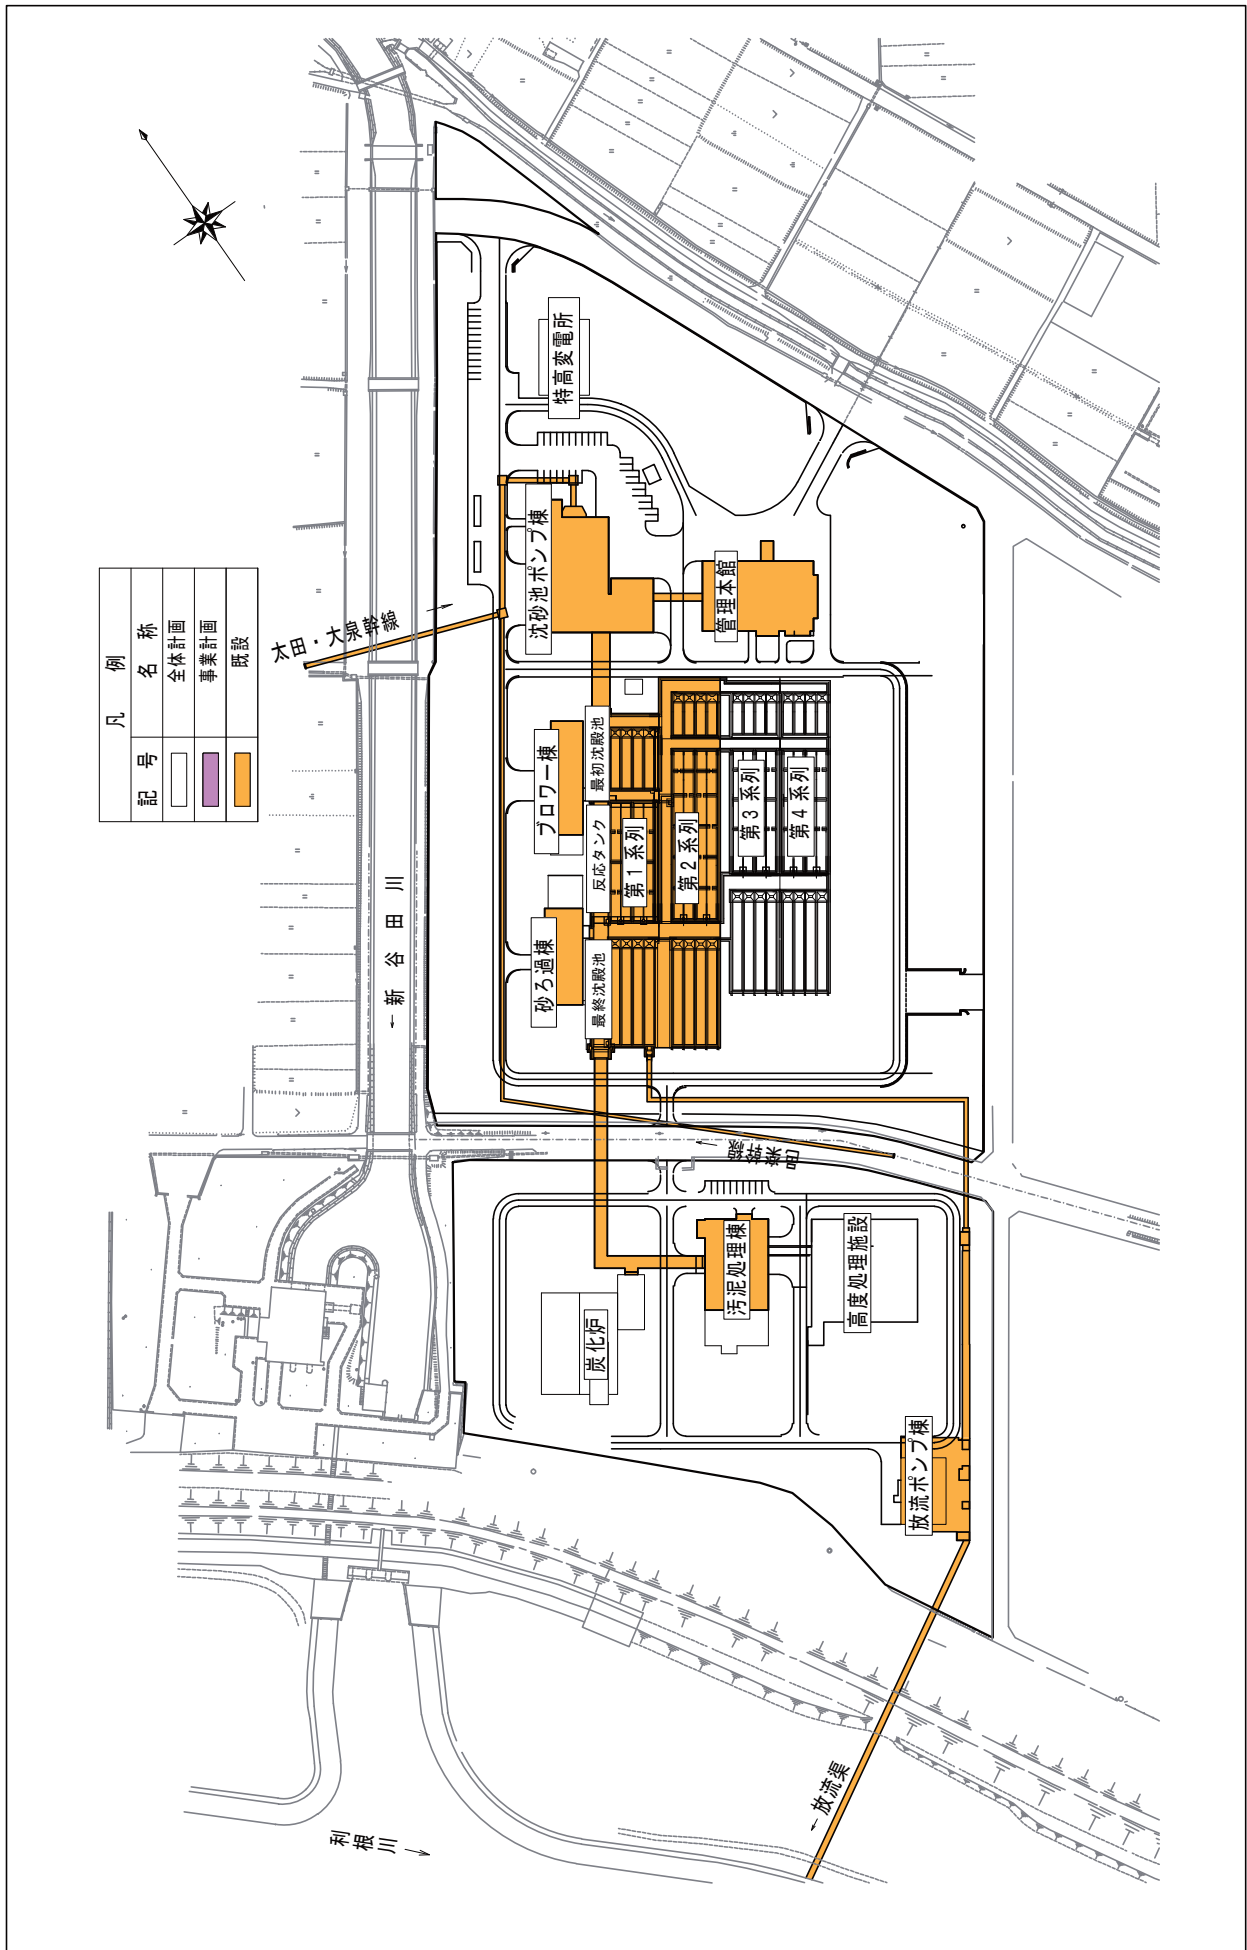 凡例
記号 名称
全体計画
事業計画
既設
太田・大泉幹線
←新谷田川
特高変電所
沈砂池ポンプ棟
管理本館
ブロワー棟
砂ろ過棟
最初沈殿池
反応タンク
最終沈殿池
第1系列
第2系列
第3系列
第4系列
邑楽幹線
炭化炉
汚泥処理棟
高度処理施設
放流ポンプ棟
←放流渠
利根川